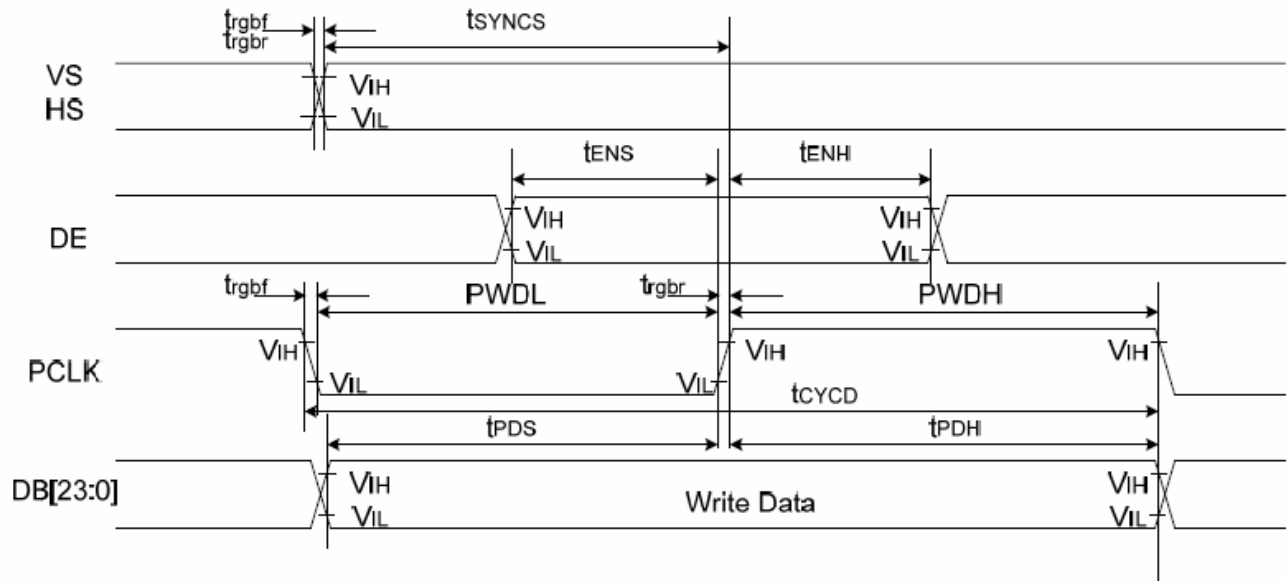 trgbf
trgbr
tSYNCS
VS
HS
VIH
VIL
tENS
tENH
DE
VIH
VIL
VIH
VIL
trgbf
PWDL
trgbr
PWDH
PCLK
VIH
VIL
VIL
VIH
VIH
tCYCD
tPDS
tPDH
DB[23:0]
VIH
VIL
Write Data
VIH
VIL